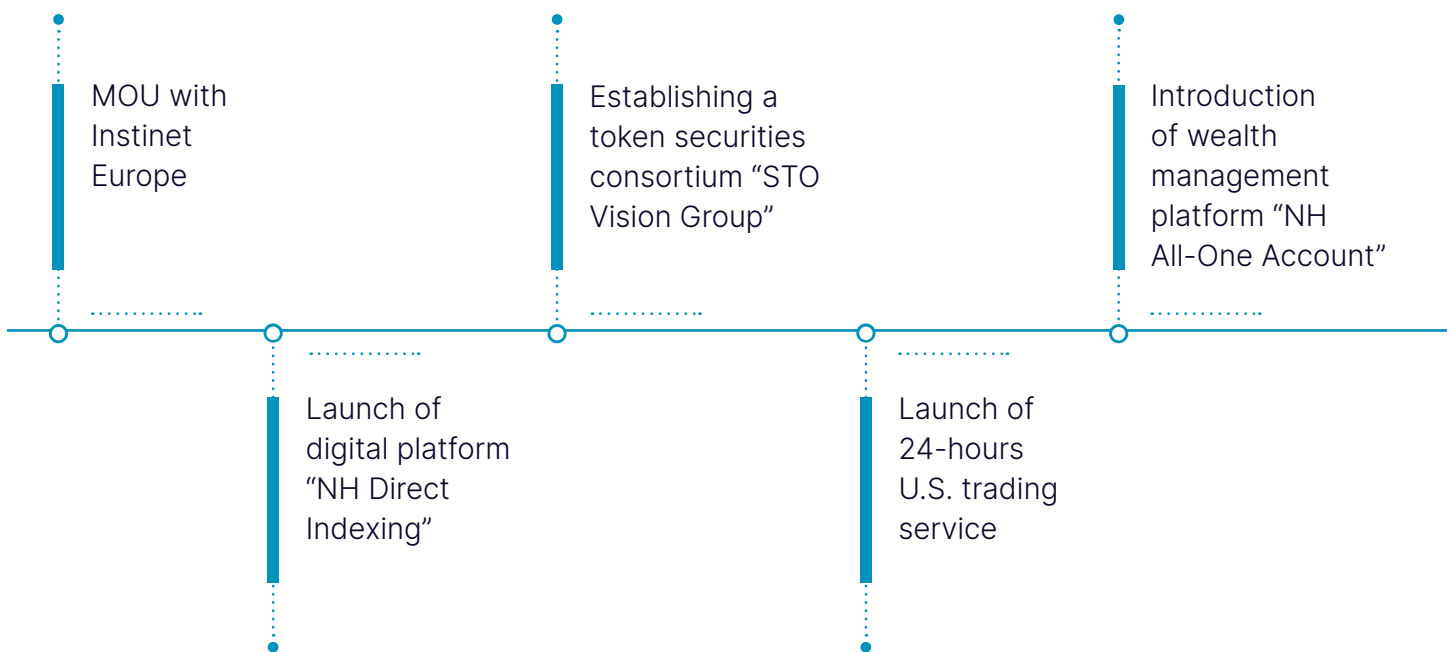 MOU with
Instinet
Europe
Launch of
digital platform
“NH Direct
Indexing”
Establishing a
token securities
consortium “STO
Vision Group”
Launch of
24-hours
U.S. trading
service
Introduction
of wealth
management
platform “NH
All-One Account”